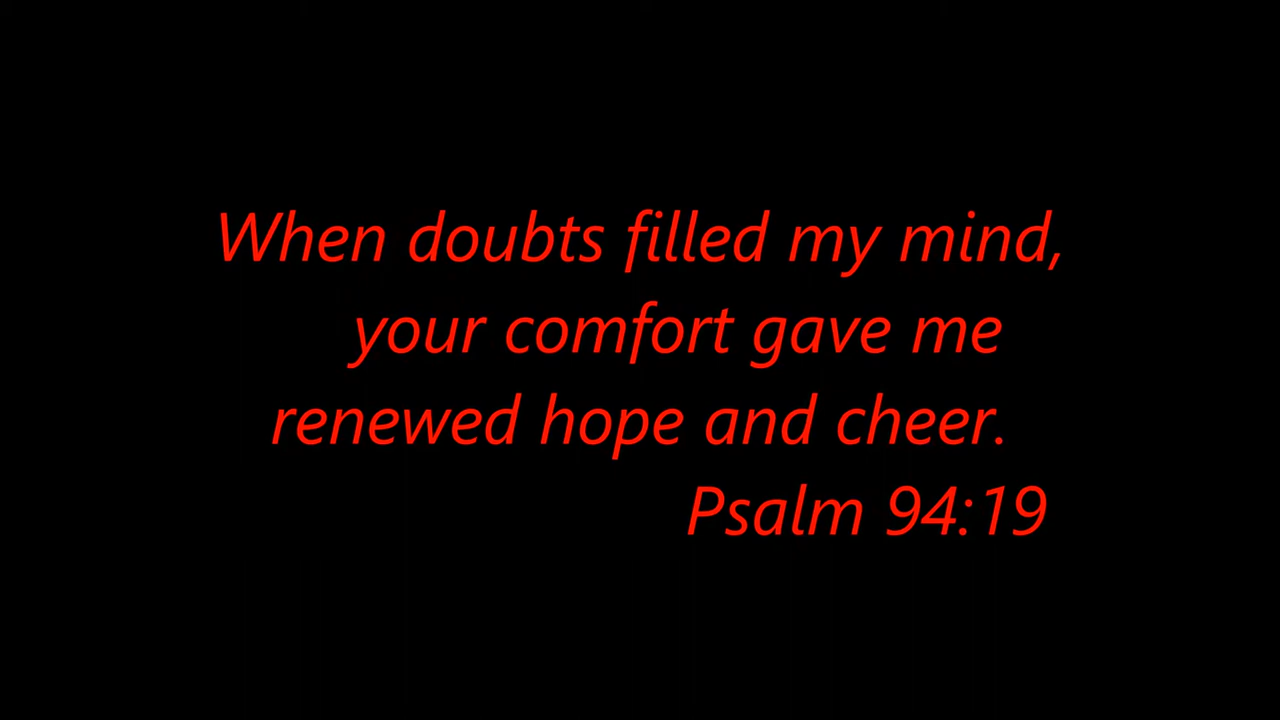 When doubts filled my mind,
your comfort gave me
renewed hope and cheer.
Psalm 94:19